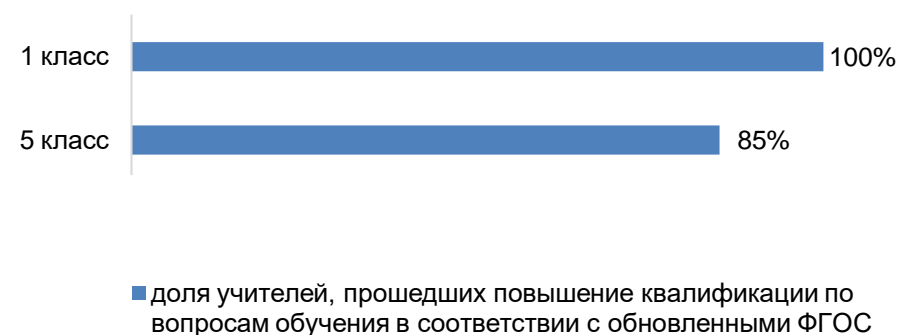 1 класс
100%
5 класс
85%
доля учителей, прошедших повышение квалификации по
вопросам обучения в соответствии с обновленными ФГОС